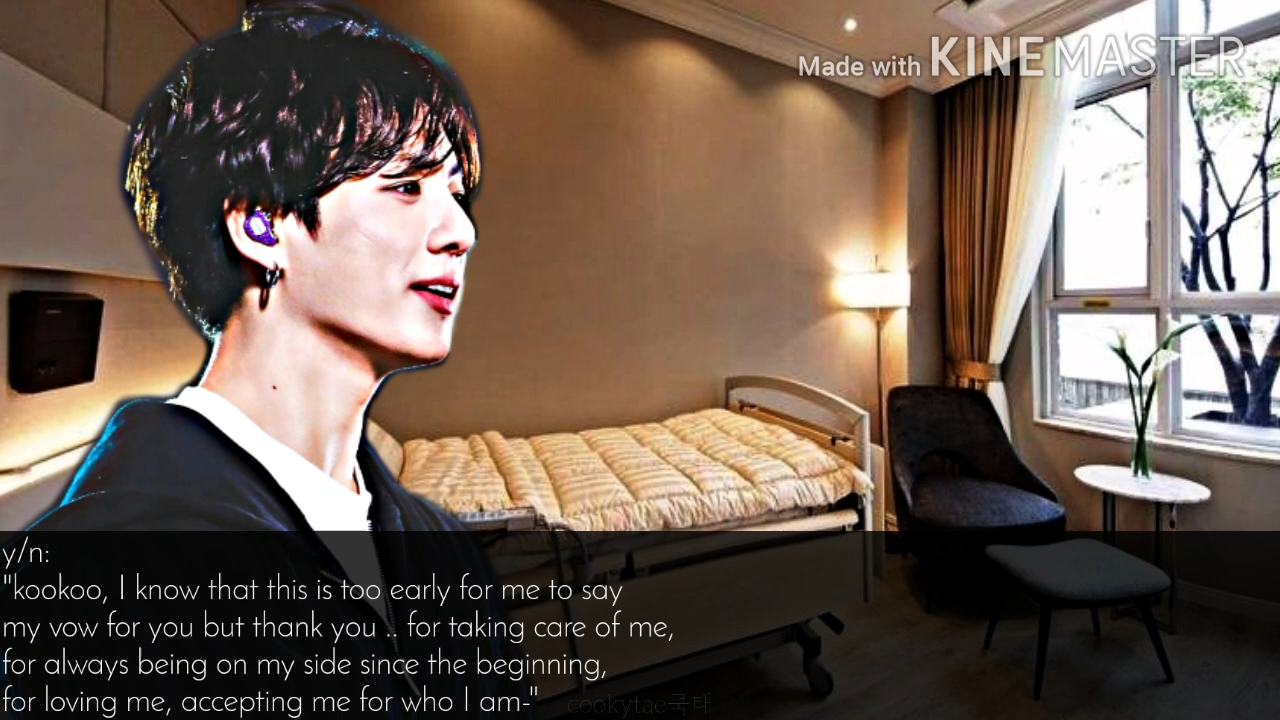 Made with KINEMASTER
y/n:
"kookoo, I know that this is too early for me to say
my vow for you but thank you .. for taking care of me,
for always being on my side since the beginning,
for loving me, accepting me for who I am-"
cookytae쿡태